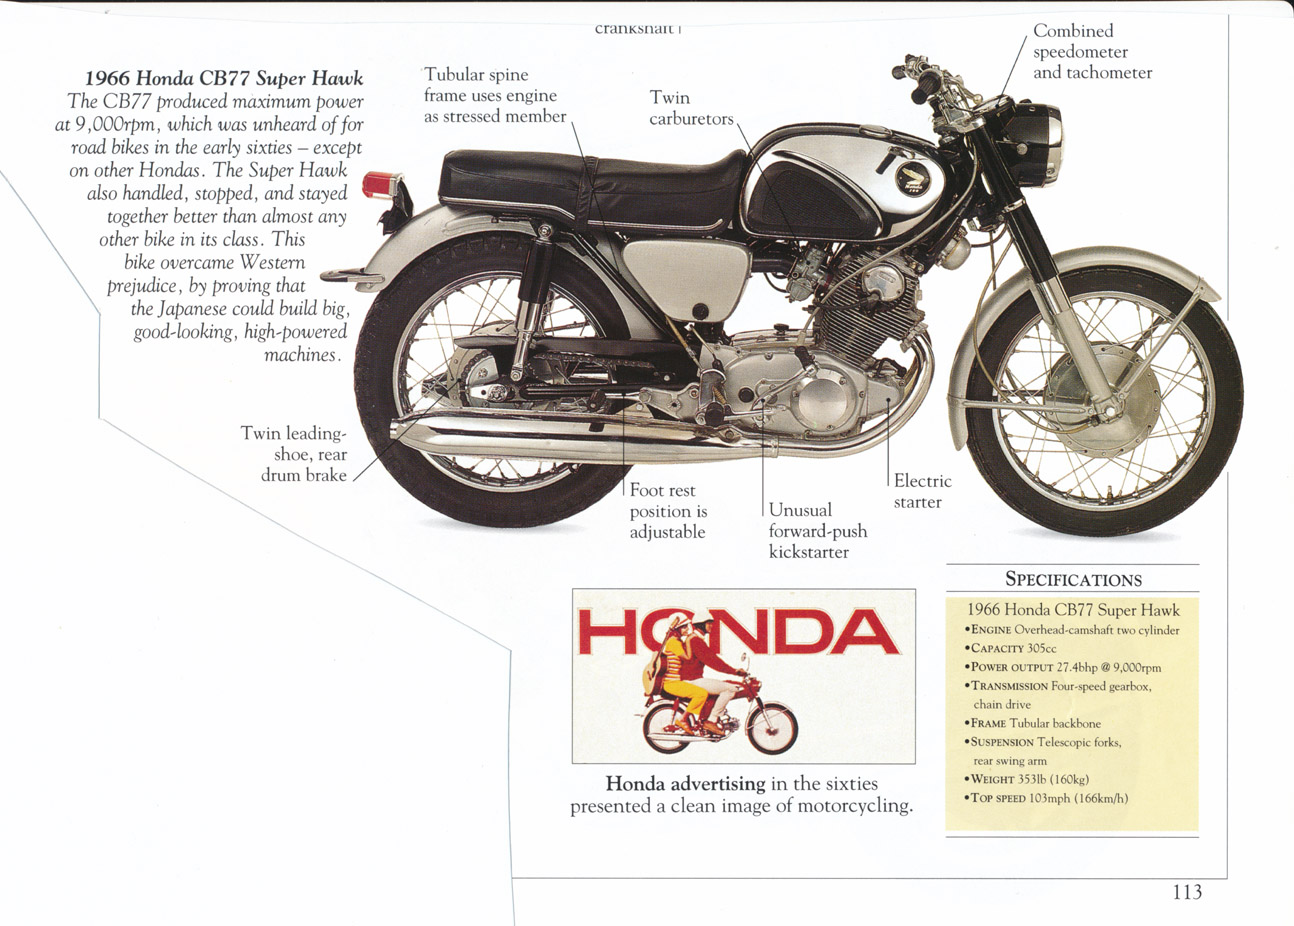 crankshaft
1966 Honda CB77 Super Hawk
The CB77 produced maximum power
at 9,000rpm, which was unheard of for
road bikes in the early sixties – except
on other Hondas. The Super Hawk
also handled, stopped, and stayed
together better than almost any
other bike in its class. This
bike overcame Western
prejudice, by proving that
the Japanese could build big,
good-looking, high-powered
machines.
Tubular spine
frame uses engine
as stressed member
Twin
carburetors
Combined
speedometer
and tachometer
Honda
Twin leading-
shoe, rear
drum brake
Foot rest
position is
adjustable
Unusual
forward-push
kickstarter
Electric
starter
HONDA
Honda advertising in the sixties
presented a clean image of motorcycling.
SPECIFICATIONS
1966 Honda CB77 Super Hawk
•ENGINE Overhead-camshaft two cylinder
•CAPACITY 305cc
•POWER OUTPUT 27.4bhp @ 9,000rpm
•TRANSMISSION Four-speed gearbox,
chain drive
•FRAME Tubular backbone
•SUSPENSION Telescopic forks,
rear swing arm
•WEIGHT 353lb (160kg)
•TOP SPEED 103mph (166km/h)
113